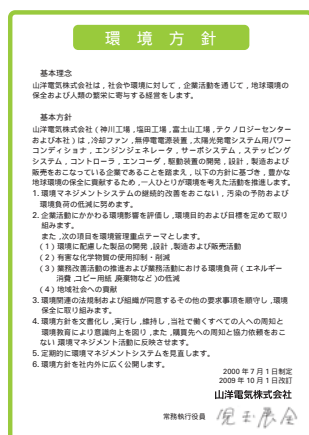 環 境 方 針
基本理念
山洋電気株式会社は，社会や環境に対して，企業活動を通じて，地球環境の
保全および人類の繁栄に寄与する経営をします。
基本方針
山洋電気株式会社（神川工場，塩田工場，富士山工場，テクノロジーセンター
および本社）は，冷却ファン，無停電電源装置，太陽光発電システム用パワー
コンディショナ，エンジンジェネレータ，サーボシステム，ステッピング
システム，コントローラ，エンコーダ，駆動装置の開発，設計，製造および
販売をおこなっている企業であることを踏まえ，以下の方針に基づき，豊かな
地球環境の保全に貢献するため，一人ひとりが環境を考えた活動を推進します。
1. 環境マネジメントシステムの継続的改善をおこない，汚染の予防および
環境負荷の低減に努めます。
2. 企業活動にかかわる環境影響を評価し，環境目的および目標を定めて取り
組みます。
また，次の項目を環境管理重点テーマとします。
（1）環境に配慮した製品の開発，設計，製造および販売活動
（2）有害な化学物質の使用抑制・削減
（3）業務改善活動の推進および業務活動における環境負荷（エネルギー
消費，コピー用紙，廃棄物など）の低減
（4）地域社会への貢献
3. 環境関連の法規制および組織が同意するその他の要求事項を順守し，環境
保全に取り組みます。
4. 環境方針を文書化し，実行し，維持し，当社で働くすべての人への周知と
環境教育により意識向上を図り，また，購買先への周知と協力依頼をおこ
ない環境マネジメント活動に反映させます。
5. 定期的に環境マネジメントシステムを見直します。
6. 環境方針を社内外に広く公開します。
2000 年 7 月 1 日制定
2009 年 10 月 1 日改訂
山洋電気株式会社
常務執行役員